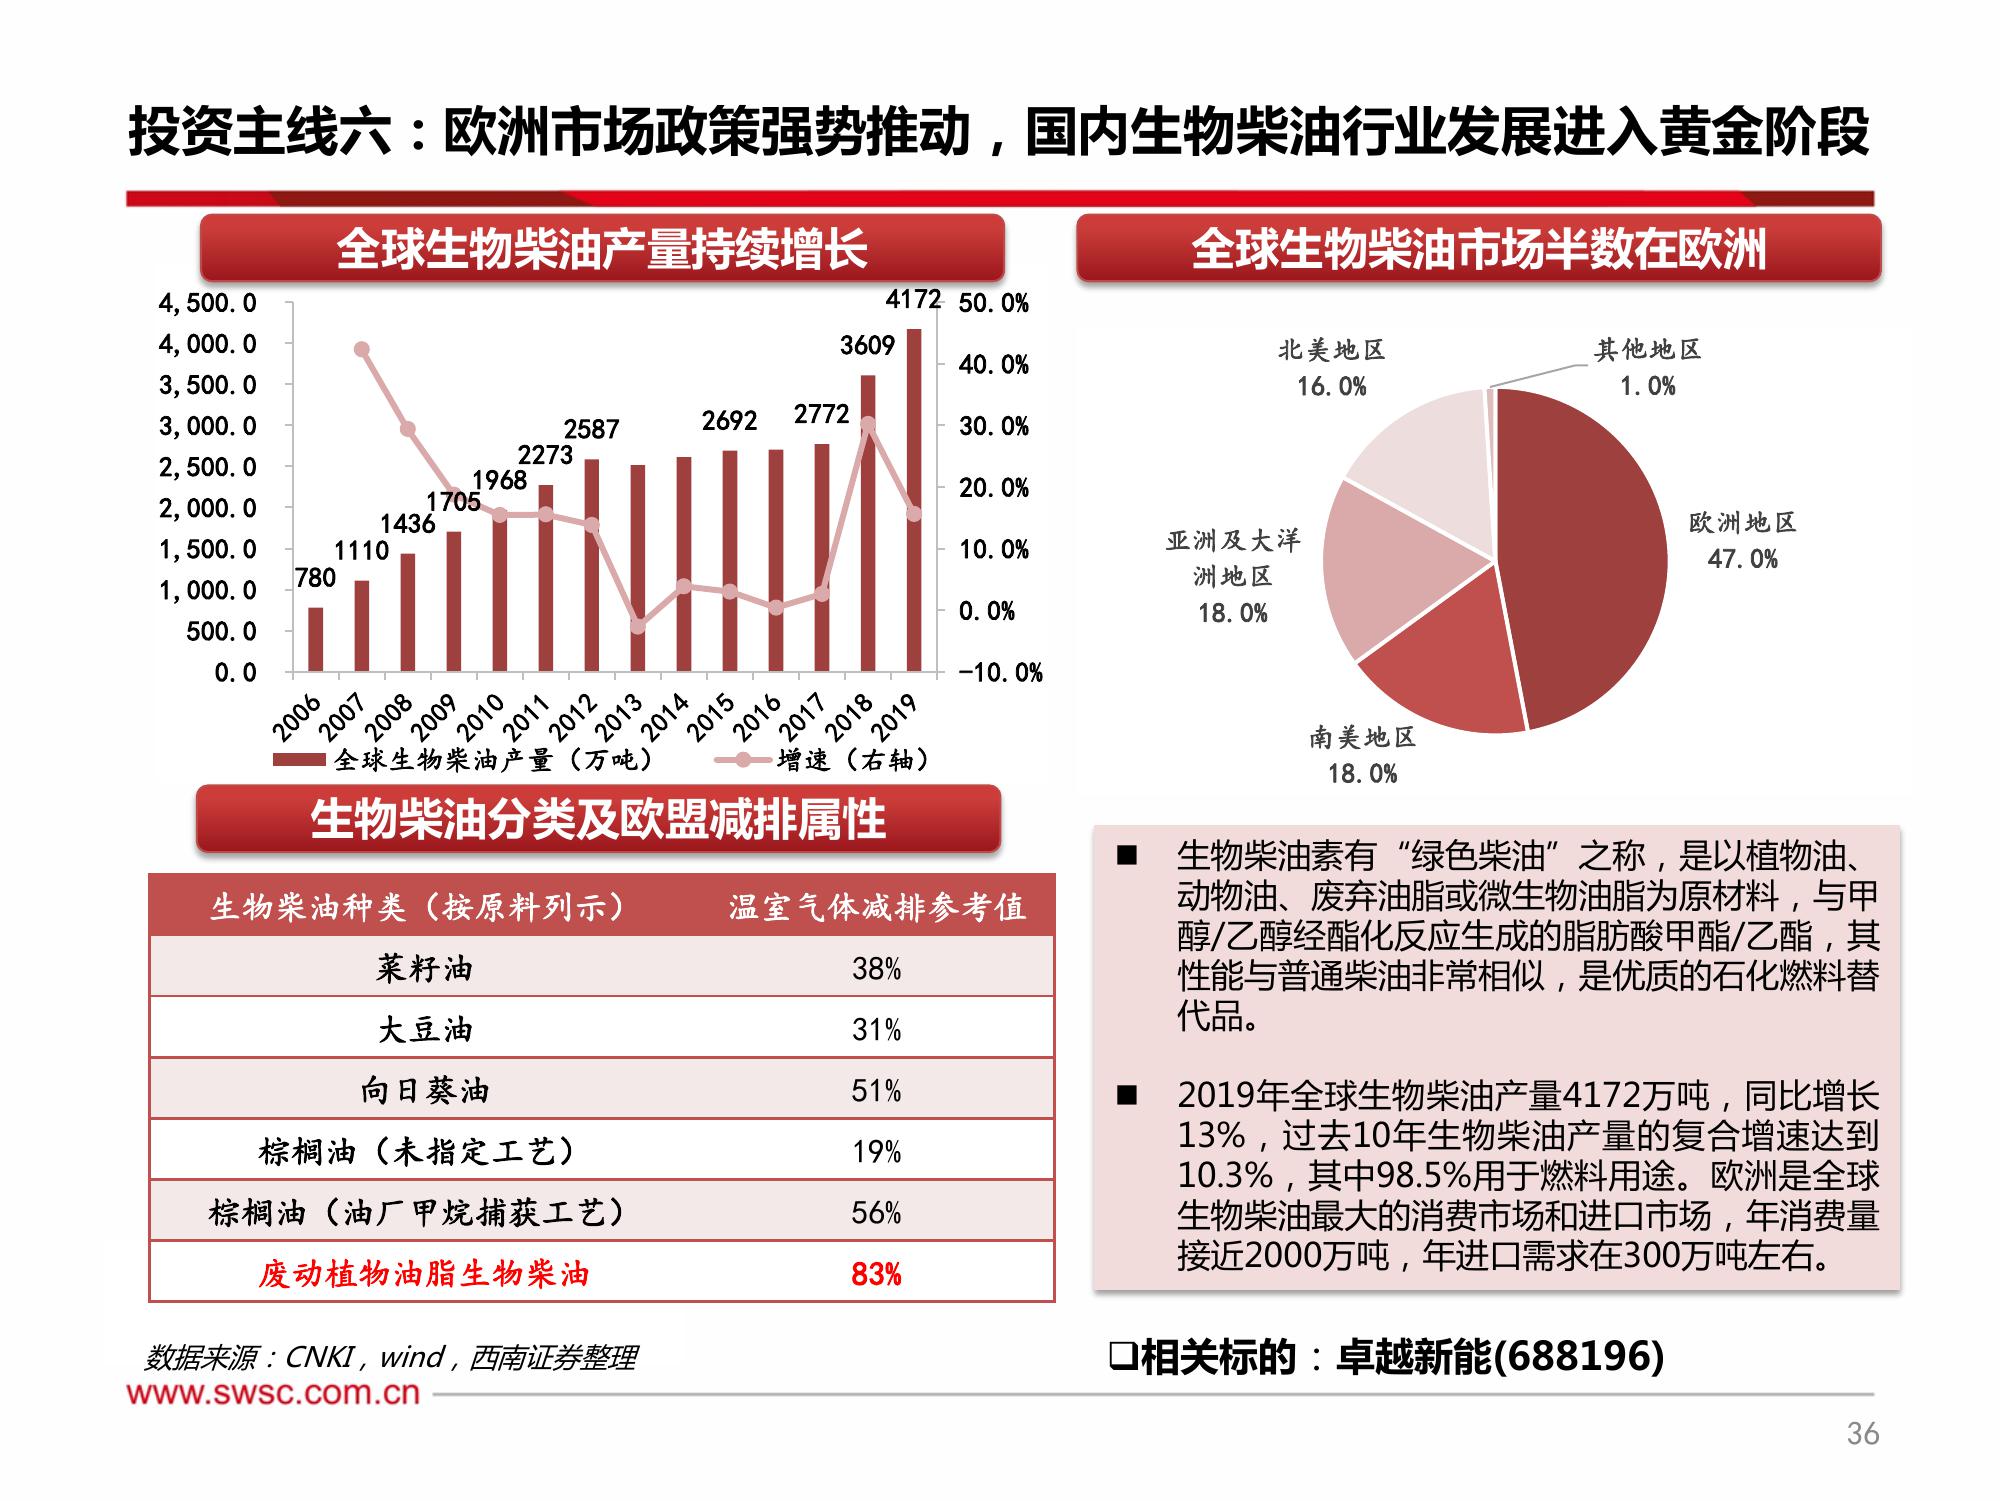 投资主线六：欧洲市场政策强势推动，国内生物柴油行业发展进入黄金阶段
全球生物柴油产量持续增长
4,500.0
4,000.0
3,500.0
3,000.0
2,500.0
2,000.0
1,500.0
1,000.0
500.0
0.0
780
1110
1436
1705
1968
2273
2587
2692
2772
3609
4172
50.0%
40.0%
30.0%
20.0%
10.0%
0.0%
-10.0%
2006
2007
2008
2009
2010
2011
2012
2013
2014
2015
2016
2017
2018
2019
全球生物柴油产量（万吨）
增速（右轴）
全球生物柴油市场半数在欧洲
北美地区
16.0%
其他地区
1.0%
欧洲地区
47.0%
亚洲及大洋
洲地区
18.0%
南美地区
18.0%
生物柴油分类及欧盟减排属性
生物柴油种类（按原料列示） 温室气体减排参考值
菜籽油 38%
大豆油 31%
向日葵油 51%
棕榈油（未指定工艺） 19%
棕榈油（油厂甲烷捕获工艺） 56%
废动植物油脂生物柴油 83%
■ 生物柴油素有“绿色柴油”之称，是以植物油、
动物油、废弃油脂或微生物油脂为原材料，与甲
醇/乙醇经酯化反应生成的脂肪酸甲酯/乙酯，其
性能与普通柴油非常相似，是优质的石化燃料替
代品。
■ 2019年全球生物柴油产量4172万吨，同比增长
13%，过去10年生物柴油产量的复合增速达到
10.3%，其中98.5%用于燃料用途。欧洲是全球
生物柴油最大的消费市场和进口市场，年消费量
接近2000万吨，年进口需求在300万吨左右。
数据来源：CNKI，wind，西南证券整理
❑相关标的：卓越新能(688196)
www.swsc.com.cn
36